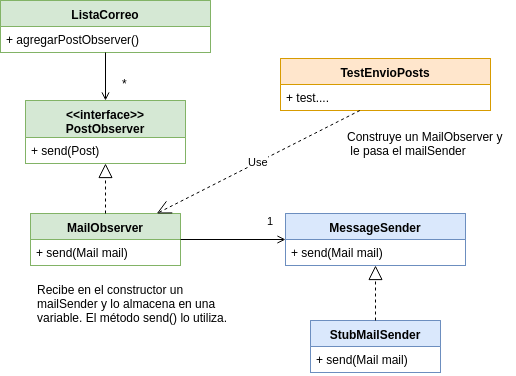 ListaCorreo
+ agregarPostObserver()
*
<<interface>>
PostObserver
+ send(Post)
TestEnvioPosts
+ test....
Construye un MailObserver y
le pasa el mailSender
Use
MailObserver
+ send(Mail mail)
1
MessageSender
+ send(Mail mail)
Recibe en el constructor un
mailSender y lo almacena en una
variable. El método send() lo utiliza.
StubMailSender
+ send(Mail mail)